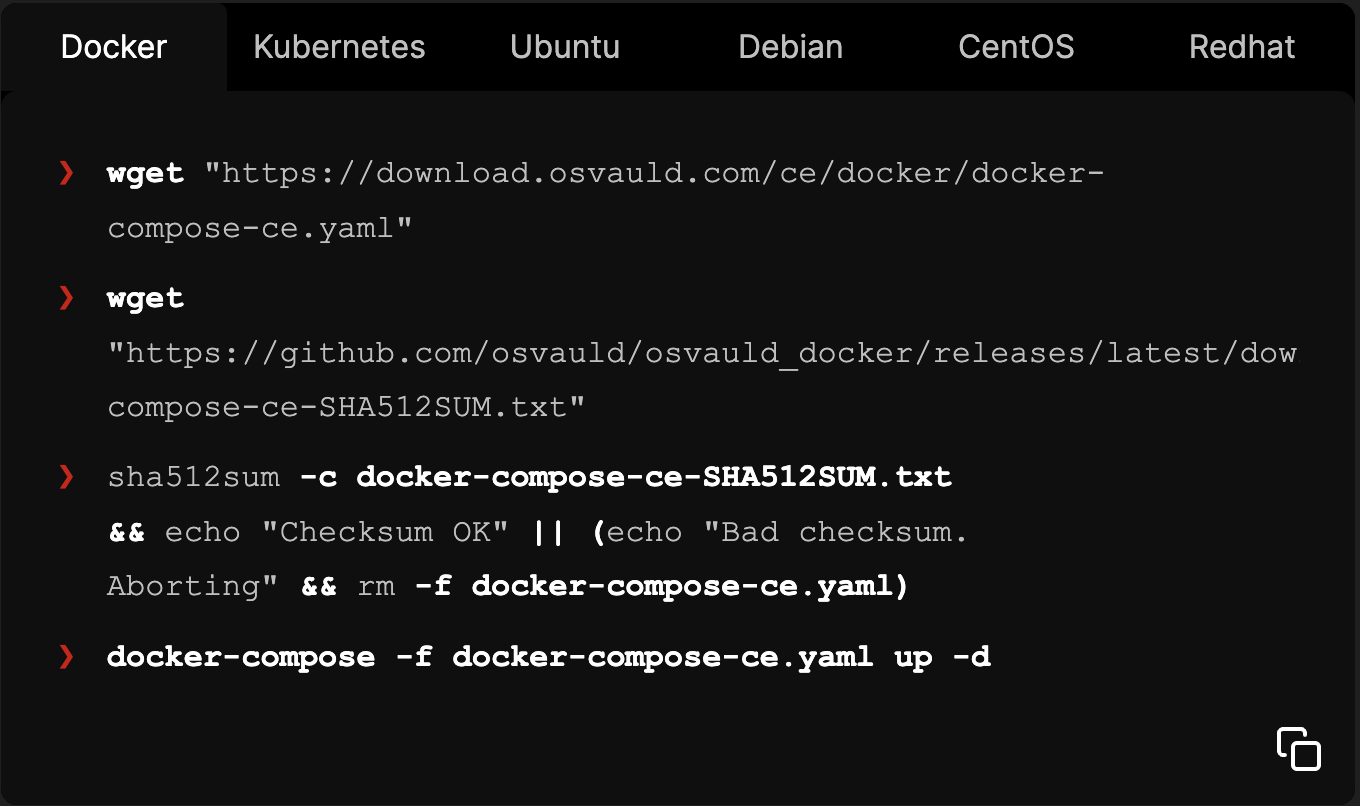 Docker Kubernetes Ubuntu Debian CentOS Redhat
❯ wget "https://download.osvauld.com/ce/docker/docker-
compose-ce.yaml"
❯ wget
"https://github.com/osvauld/osvauld_docker/releases/latest/dow
compose-ce-SHA512SUM.txt"
❯ sha512sum -c docker-compose-ce-SHA512SUM.txt
&& echo "Checksum OK" || (echo "Bad checksum.
Aborting" && rm -f docker-compose-ce.yaml)
❯ docker-compose -f docker-compose-ce.yaml up -d